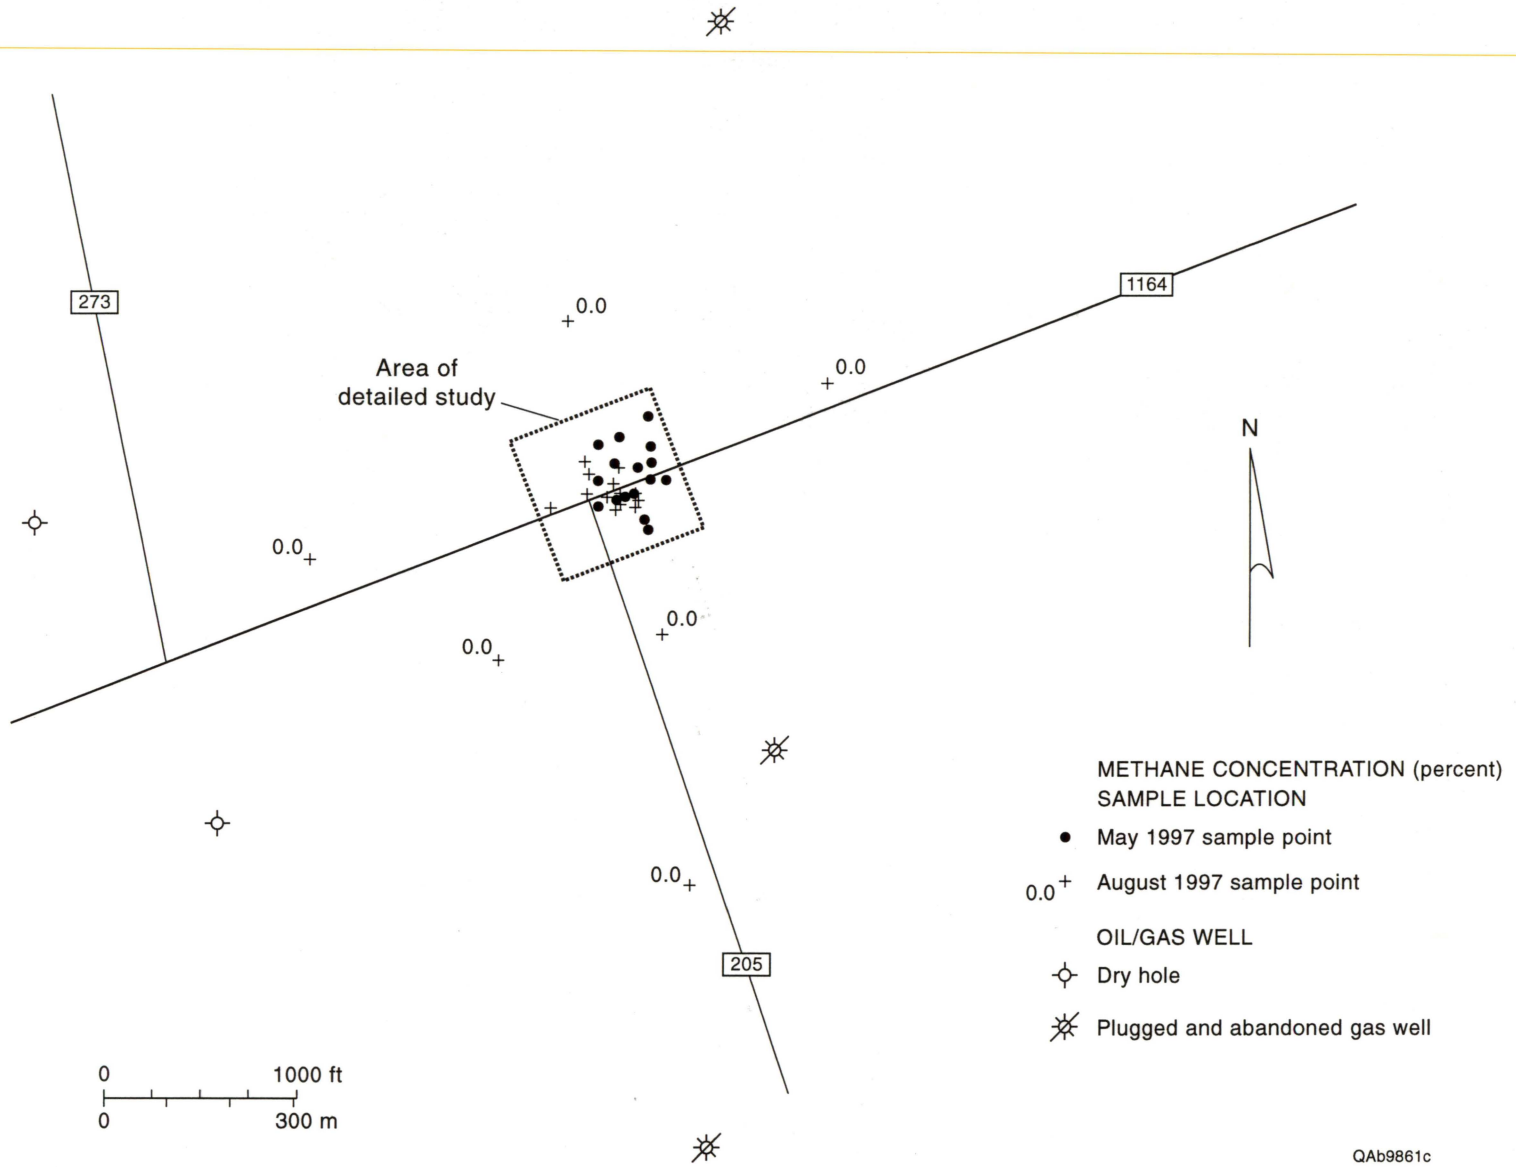 273
1164
0.0
0.0
Area of
detailed study
N
0.0
0.0
0.0
0.0
205
METHANE CONCENTRATION (percent)
SAMPLE LOCATION
May 1997 sample point
0.0 + August 1997 sample point
OIL/GAS WELL
Dry hole
Plugged and abandoned gas well
0 1000 ft
0 300 m
QAb9861c